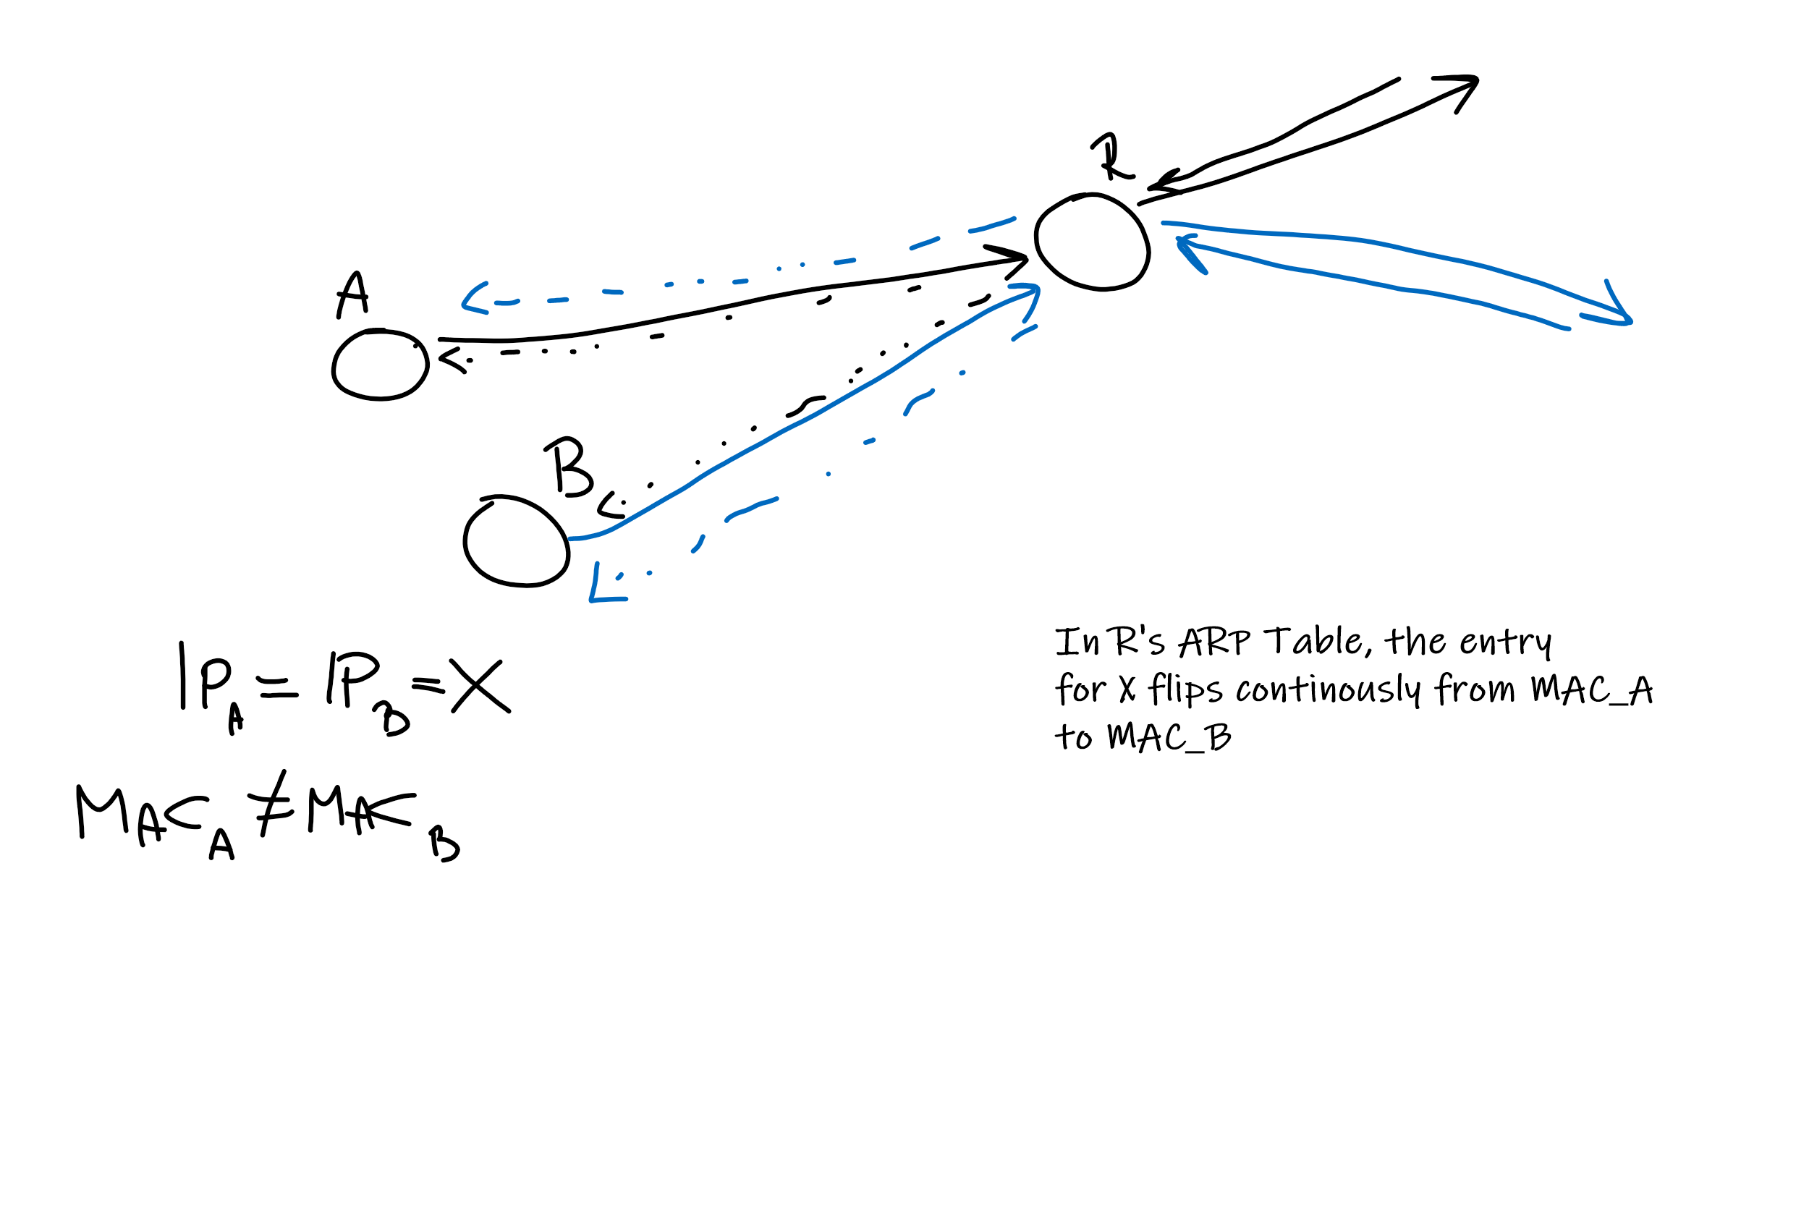 R
A
B
IP_A = IP_B = X
MAC_A ≠ MAC_B
In R's ARP Table, the entry
for X flips continously from MAC_A
to MAC_B